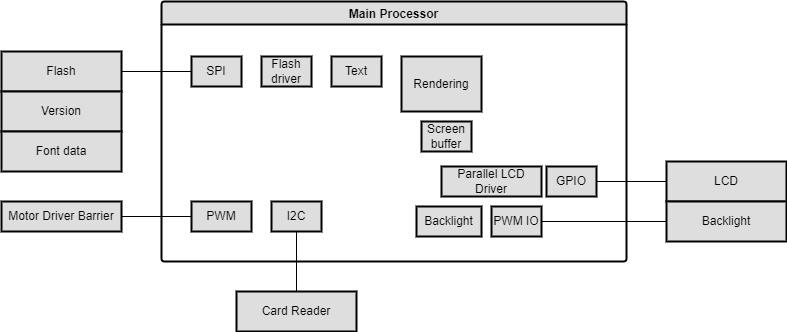 Main Processor
Flash
SPI
Flash
driver
Text
Rendering
Version
Screen
buffer
Font data
Parallel LCD
Driver
GPIO
LCD
Motor Driver Barrier
PWM
I2C
Backlight
PWM IO
Backlight
Card Reader